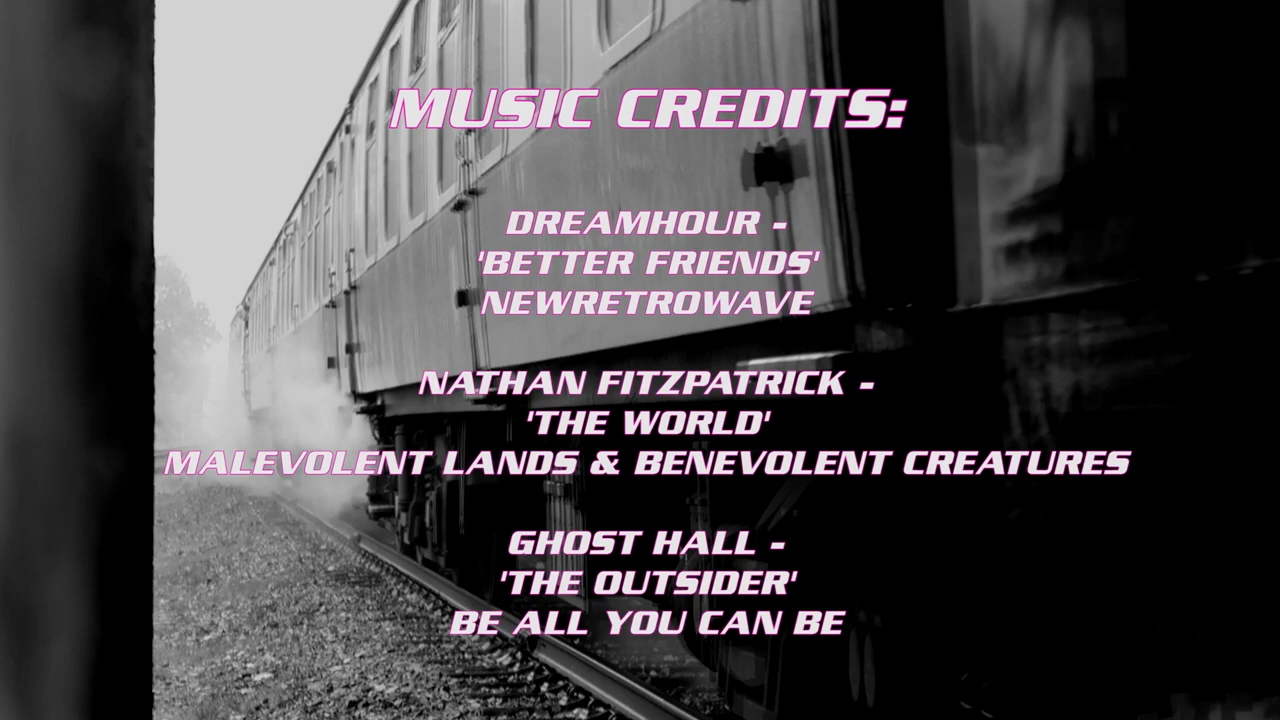 MUSIC CREDITS:
DREAMHOUR -
'BETTER FRIENDS'
NEWRETROWAVE
NATHAN FITZPATRICK -
'THE WORLD'
MALEVOLENT LANDS & BENEVOLENT CREATURES
GHOST HALL -
'THE OUTSIDER'
BE ALL YOU CAN BE